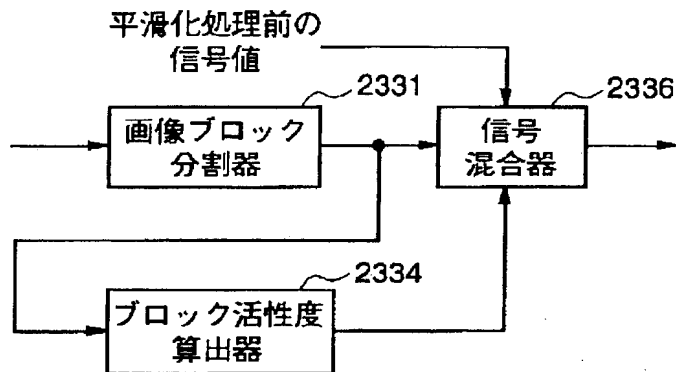 平滑化処理前の
信号値
2331
画像ブロック
分割器
2336
信号
混合器
2334
ブロック活性度
算出器